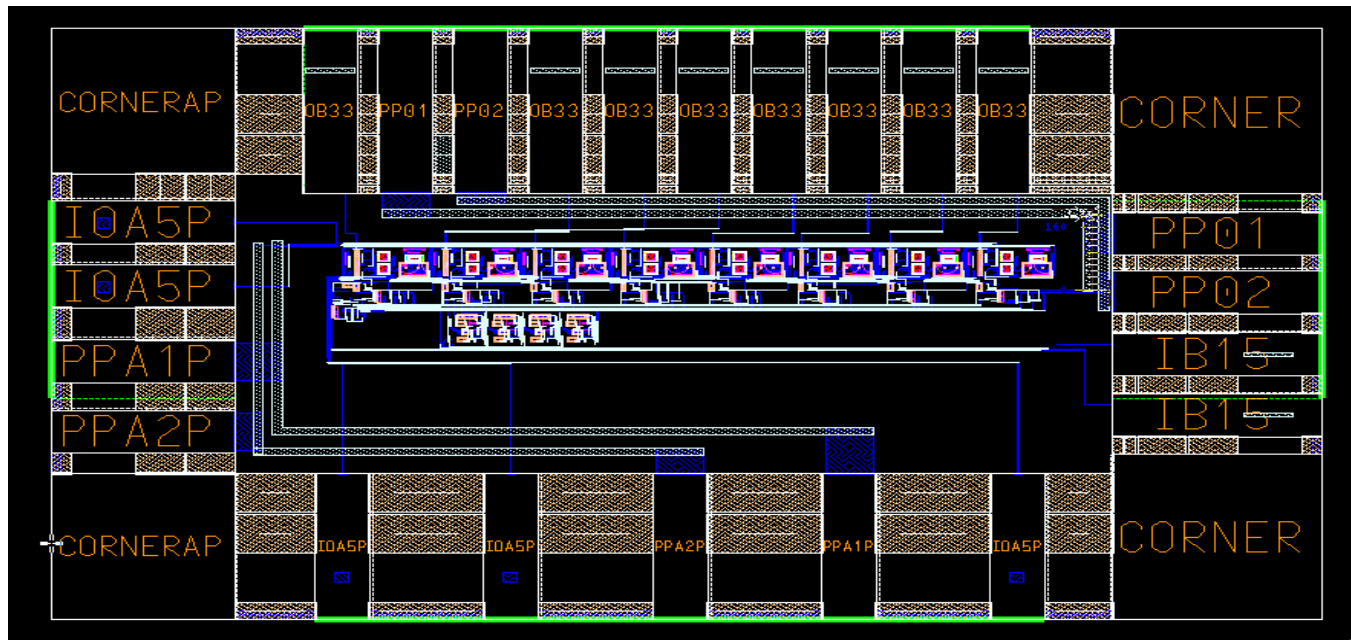 CORNERAP
OB33 PP01 PP02 OB33 OB33 OB33 OB33 OB33 OB33 OB33
CORNER
IOA5P
IOA5P
PPA1P
PPA2P
PP01
PP02
IB15
IB15
CORNERAP
IOA5P IOA5P PPA2P PPA1P IOA5P
CORNER